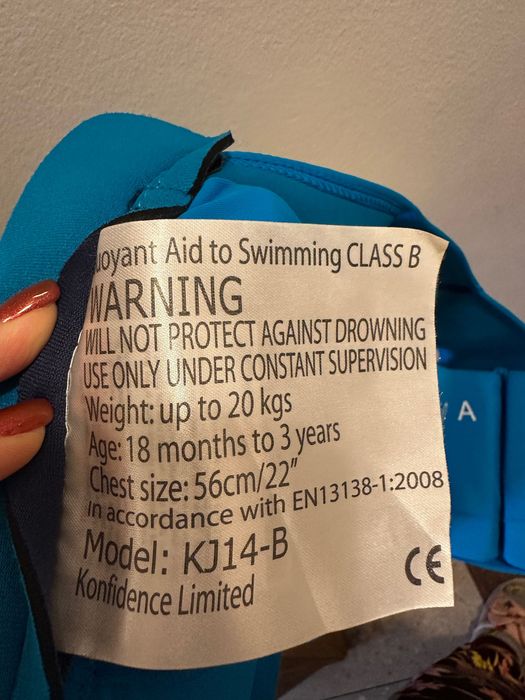 uoyant Aid to Swimming CLASS B
WARNING
WILL NOT PROTECT AGAINST DROWNING
USE ONLY UNDER CONSTANT SUPERVISION
Weight: up to 20 kgs
Age: 18 months to 3 years
Chest size: 56cm/22"
in accordance with EN13138-1:2008
Model: KJ14-B
Konfidence Limited
CE
A